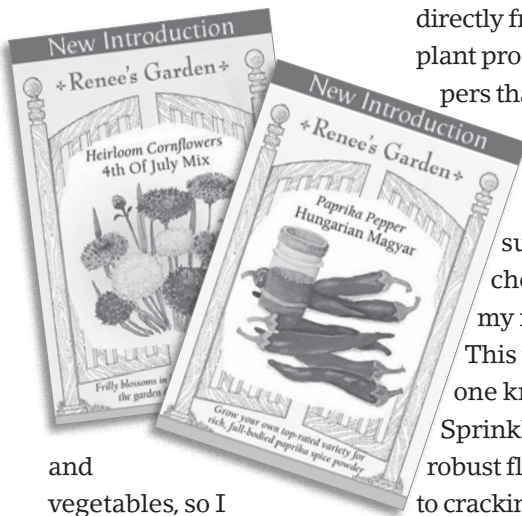 New Introduction
Renee's Garden
Heirloom Cornflowers
4th Of July Mix
Frilly blossoms in
the garden
New Introduction
Renee's Garden
Paprika Pepper
Hungarian Magyar
Grow your own top-rated variety for
rich, full-bodied paprika spice powder
and
vegetables, so I
directly fr
plant pro
pers tha
su
che
my
This
one kn
Sprinkl
robust fl
to crackin